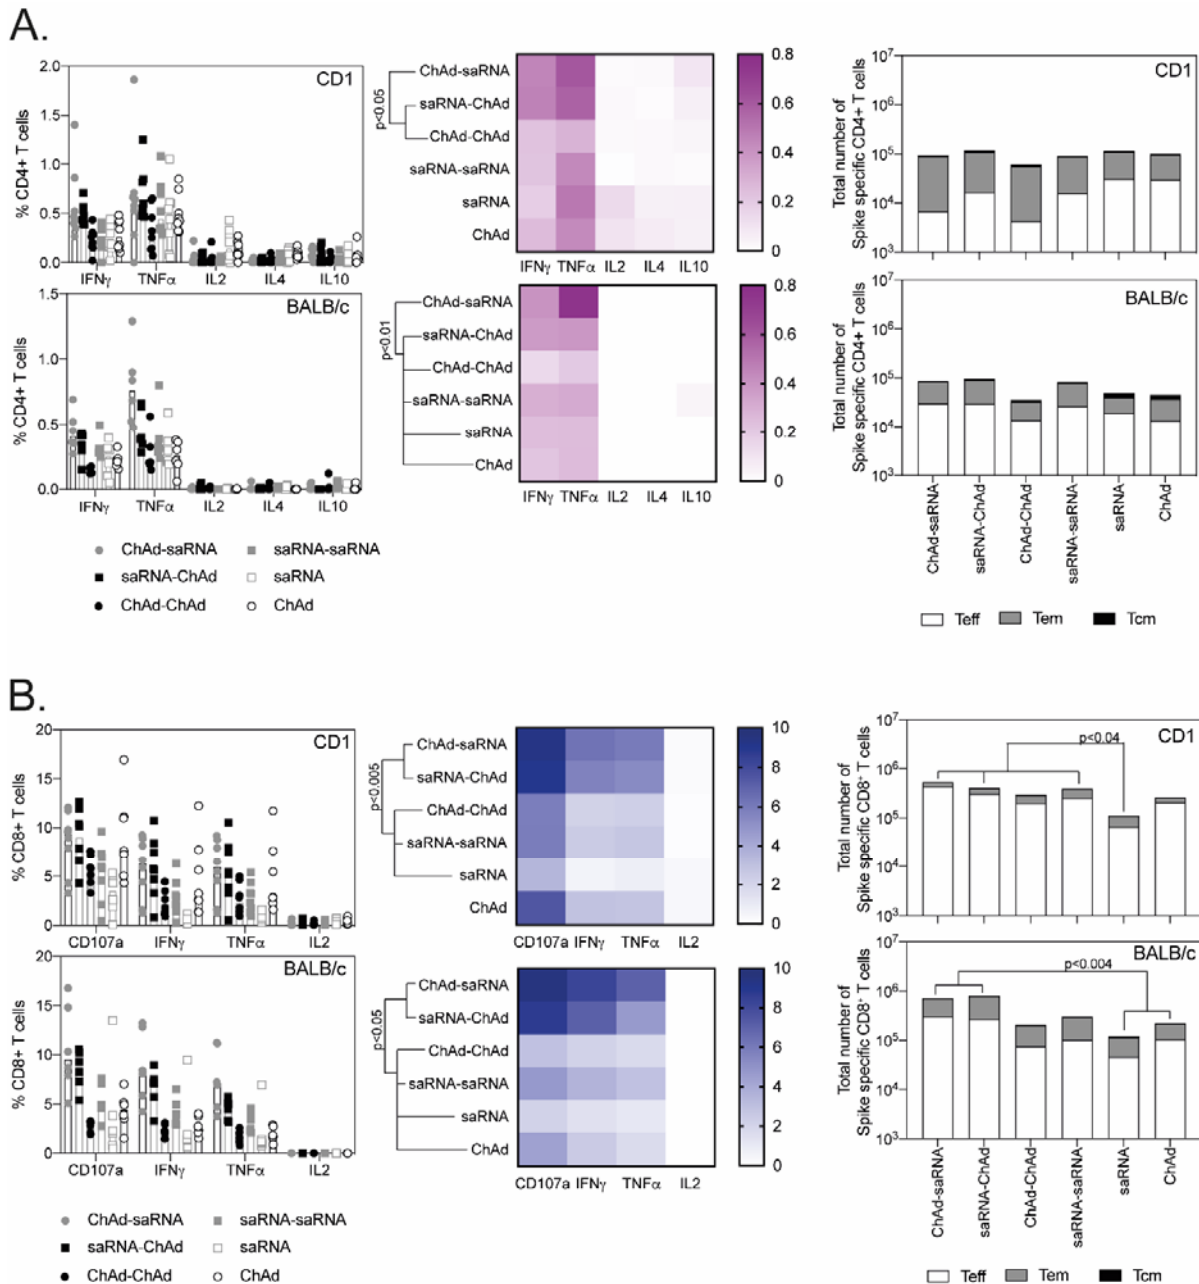 A.
CD1
% CD4+ T cells
2.0
1.5
1.0
0.5
0.0
IFNγ TNFα IL2 IL4 IL10
p<0.05
ChAd-saRNA
saRNA-ChAd
ChAd-ChAd
saRNA-saRNA
saRNA
ChAd
IFNγ TNFα IL2 IL4 IL10
0.8
0.6
0.4
0.2
0
CD1
Total number of
Spike specific CD4+ T cells
10⁷
10⁶
10⁵
10⁴
10³
BALB/c
% CD4+ T cells
1.5
1.0
0.5
0.0
IFNγ TNFα IL2 IL4 IL10
p<0.01
ChAd-saRNA
saRNA-ChAd
ChAd-ChAd
saRNA-saRNA
saRNA
ChAd
IFNγ TNFα IL2 IL4 IL10
0.8
0.6
0.4
0.2
0
BALB/c
Total number of
Spike specific CD4+ T cells
10⁷
10⁶
10⁵
10⁴
10³
ChAd-saRNA
saRNA-ChAd
ChAd-ChAd
saRNA-saRNA
saRNA
ChAd
ChAd-saRNA saRNA-saRNA
saRNA-ChAd saRNA
ChAd-ChAd ChAd
Teff Tem Tcm
B.
CD1
% CD8+ T cells
20
15
10
5
0
CD107a IFNγ TNFα IL2
p<0.005
ChAd-saRNA
saRNA-ChAd
ChAd-ChAd
saRNA-saRNA
saRNA
ChAd
CD107a IFNγ TNFα IL2
10
8
6
4
2
0
CD1
p<0.04
Total number of
Spike specific CD8⁺ T cells
10⁷
10⁶
10⁵
10⁴
10³
BALB/c
% CD8+ T cells
20
15
10
5
0
CD107a IFNγ TNFα IL2
p<0.05
ChAd-saRNA
saRNA-ChAd
ChAd-ChAd
saRNA-saRNA
saRNA
ChAd
CD107a IFNγ TNFα IL2
10
8
6
4
2
0
BALB/c
p<0.004
Total number of
Spike specific CD8⁺ T cells
10⁷
10⁶
10⁵
10⁴
10³
ChAd-saRNA
saRNA-ChAd
ChAd-ChAd
saRNA-saRNA
saRNA
ChAd
ChAd-saRNA saRNA-saRNA
saRNA-ChAd saRNA
ChAd-ChAd ChAd
Teff Tem Tcm